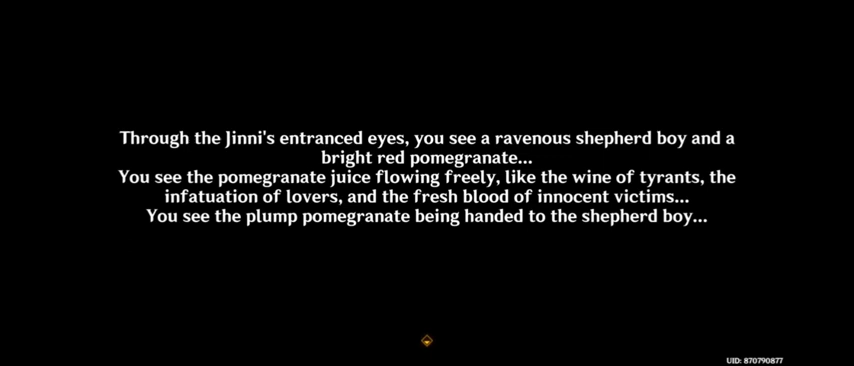 Through the Jinni's entranced eyes, you see a ravenous shepherd boy and a
bright red pomegranate...
You see the pomegranate juice flowing freely, like the wine of tyrants, the
infatuation of lovers, and the fresh blood of innocent victims...
You see the plump pomegranate being handed to the shepherd boy...
UID: 870790877